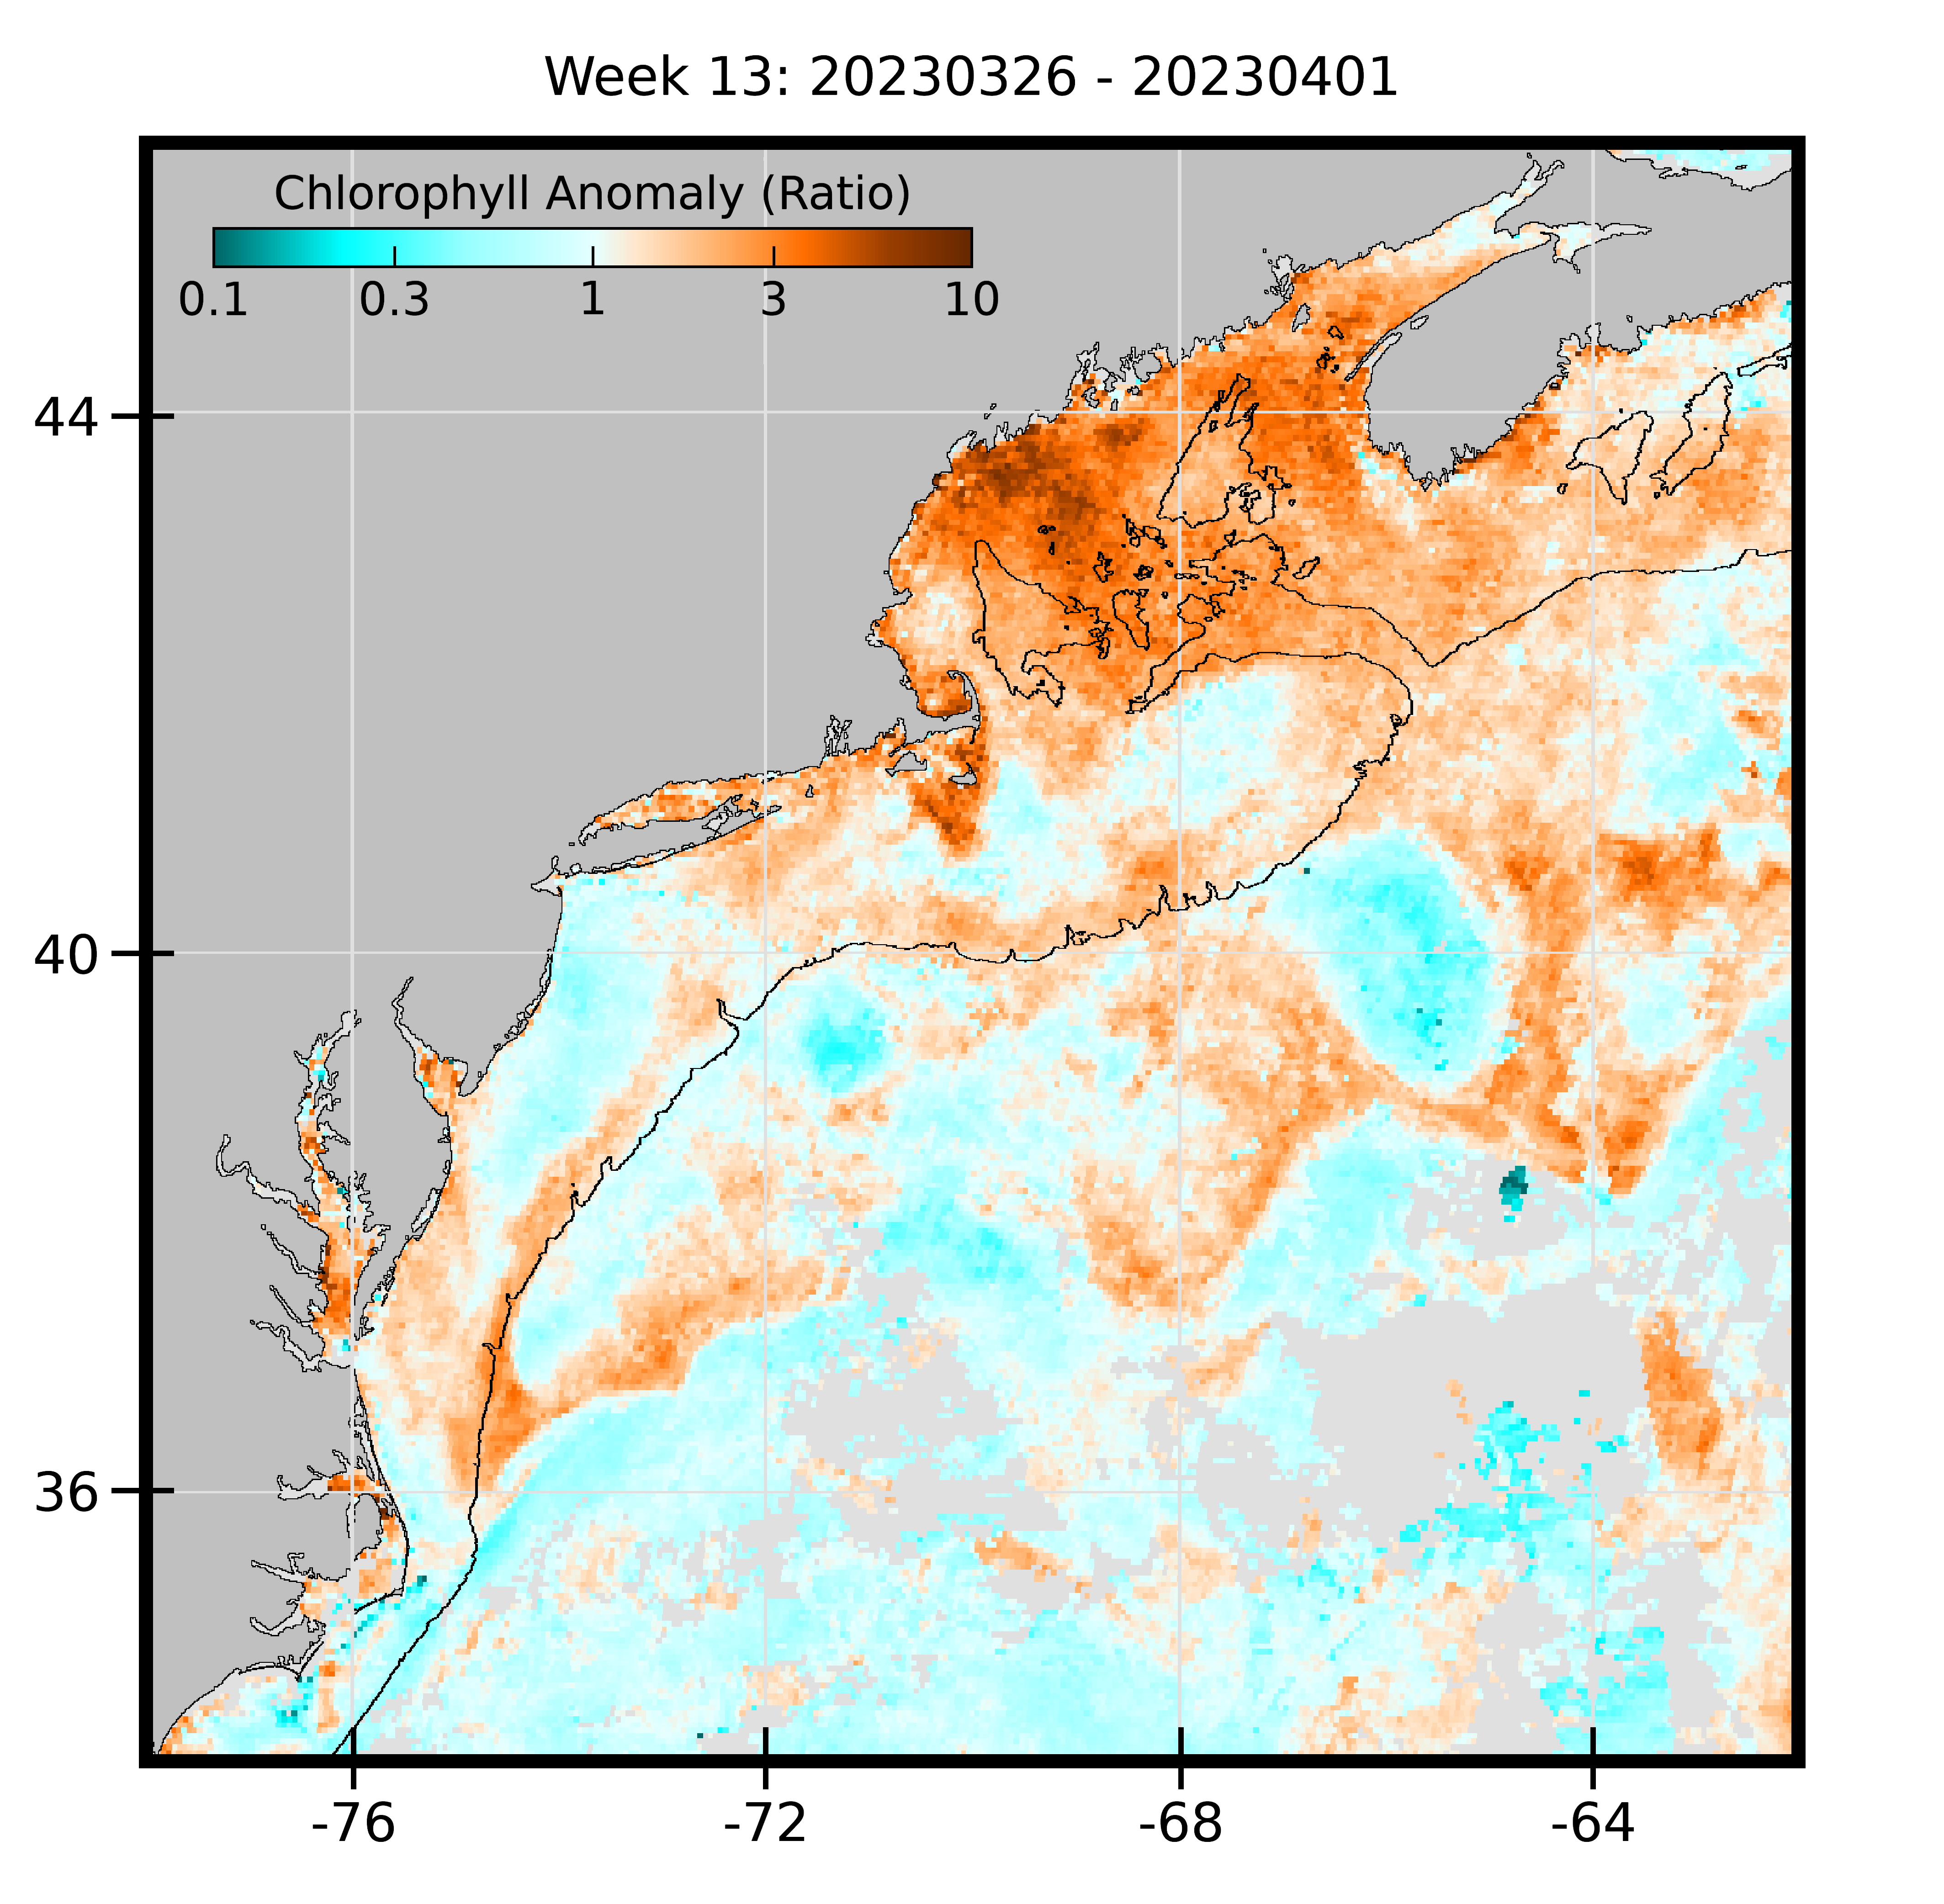 Week 13: 20230326 - 20230401
Chlorophyll Anomaly (Ratio)
0.1 0.3 1 3 10
44
40
36
-76 -72 -68 -64